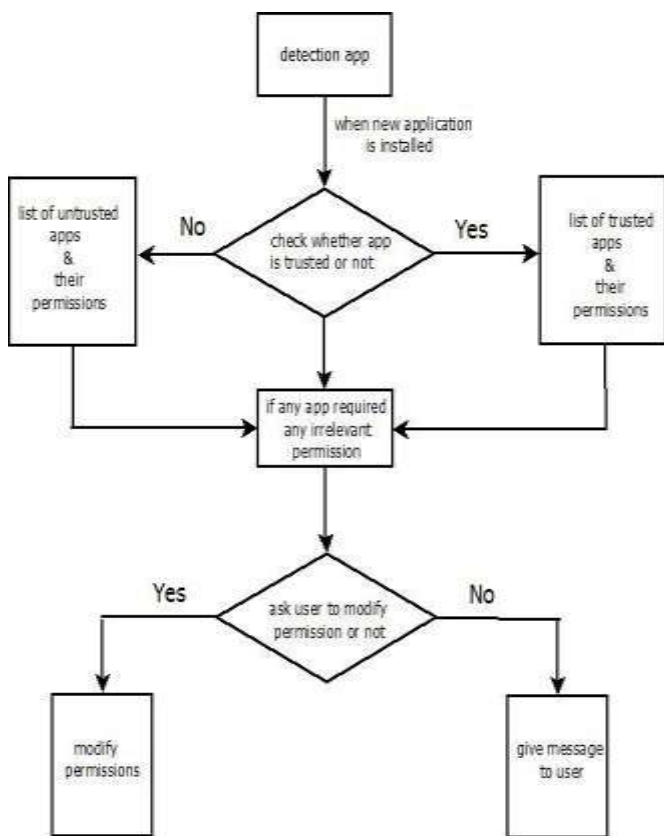 detection app
when new application
is installed
list of untrusted
apps
&
their
permissions
No
check whether app
is trusted or not
Yes
list of trusted
apps
&
their
permissions
if any app required
any irrelevant
permission
Yes
ask user to modify
permission or not
No
modify
permissions
give message
to user